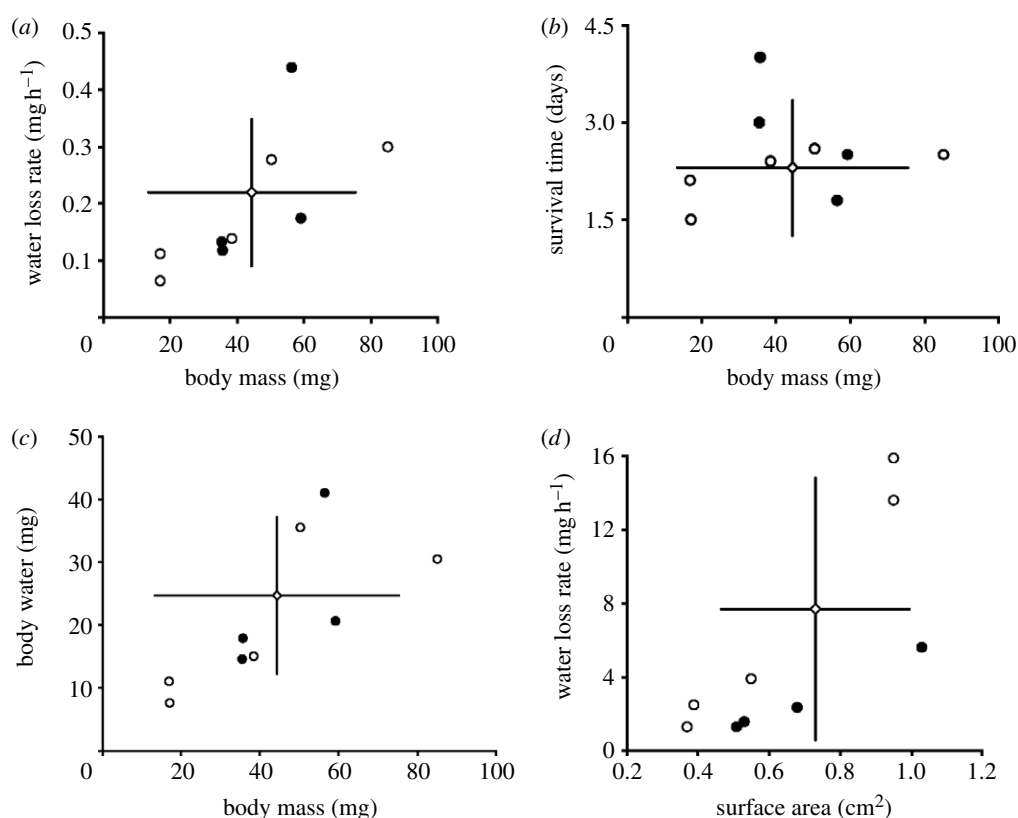 (a)
0.5
0.4
0.3
0.2
0.1
0 20 40 60 80 100
water loss rate (mg h⁻¹)
body mass (mg)
(b)
4.5
3.0
1.5
0 20 40 60 80 100
survival time (days)
body mass (mg)
(c)
50
40
30
20
10
0 20 40 60 80 100
body water (mg)
body mass (mg)
(d)
16
12
8
4
0
0.2 0.4 0.6 0.8 1.0 1.2
water loss rate (mg h⁻¹)
surface area (cm²)